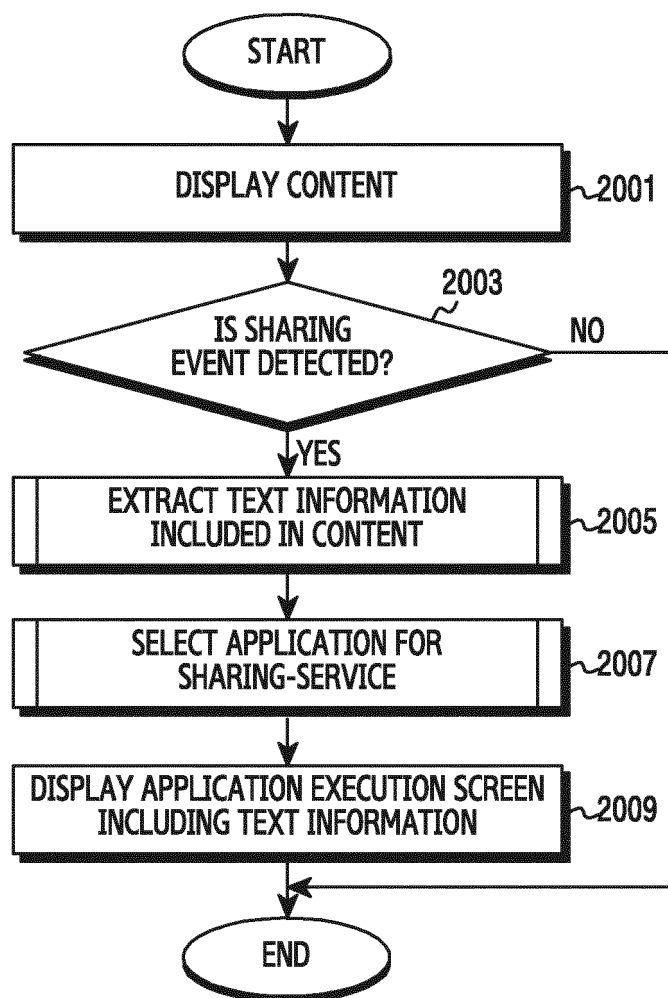 START
DISPLAY CONTENT
2001
2003
IS SHARING
EVENT DETECTED?
NO
YES
EXTRACT TEXT INFORMATION
INCLUDED IN CONTENT
2005
SELECT APPLICATION FOR
SHARING-SERVICE
2007
DISPLAY APPLICATION EXECUTION SCREEN
INCLUDING TEXT INFORMATION
2009
END